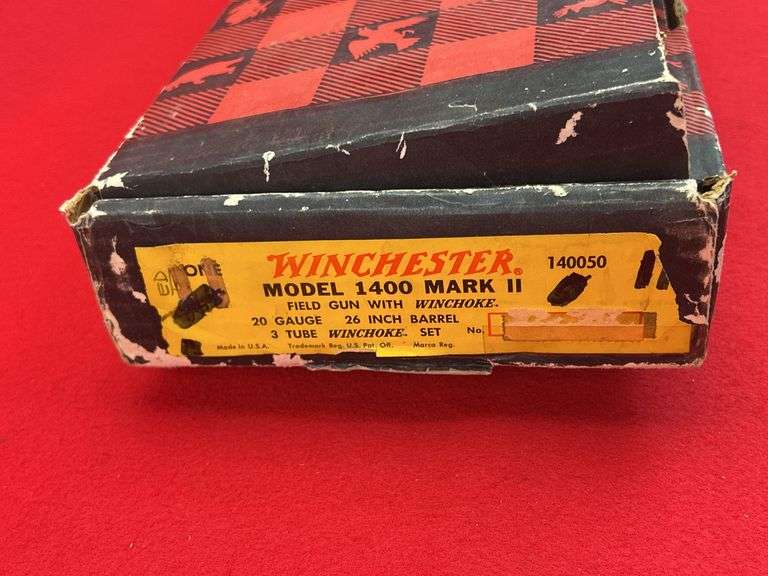 ONE WINCHESTER® 140050
MODEL 1400 MARK II
FIELD GUN WITH WINCHOKE®
20 GAUGE 26 INCH BARREL
3 TUBE WINCHOKE® SET No.
Made in U.S.A. Trademark Reg. U.S. Pat. Off. Marca Reg.